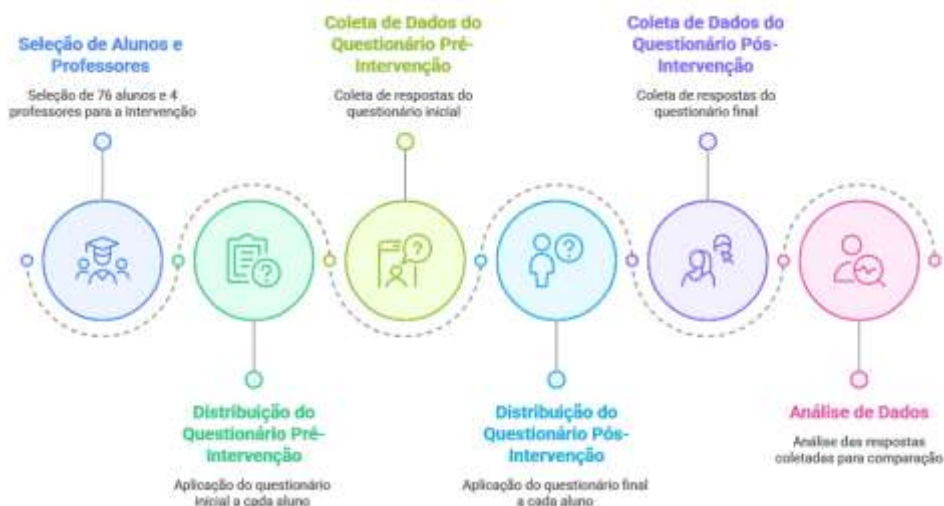 Seleção de Alunos e
Professores
Seleção de 76 alunos e 4
professores para a intervenção
Distribuição do
Questionário Pré-
Intervenção
Aplicação do questionário
inicial a cada aluno
Coleta de Dados do
Questionário Pré-
Intervenção
Coleta de respostas do
questionário inicial
Distribuição do
Questionário Pós-
Intervenção
Aplicação do questionário final
a cada aluno
Coleta de Dados do
Questionário Pós-
Intervenção
Coleta de respostas do
questionário final
Análise de Dados
Análise das respostas
coletadas para comparação